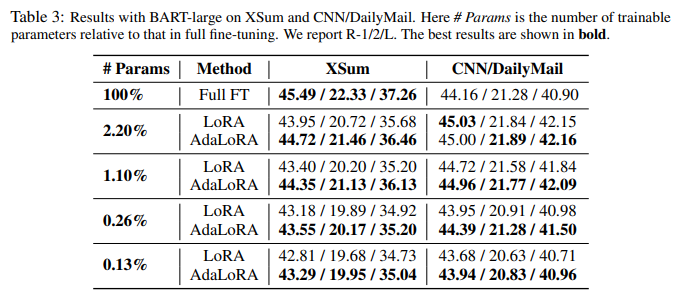 Table 3: Results with BART-large on XSum and CNN/DailyMail. Here # Params is the number of trainable
parameters relative to that in full fine-tuning. We report R-1/2/L. The best results are shown in bold.
# Params Method XSum CNN/DailyMail
100% Full FT 45.49 / 22.33 / 37.26 44.16 / 21.28 / 40.90
2.20% LoRA 43.95 / 20.72 / 35.68 45.03 / 21.84 / 42.15
AdaLoRA 44.72 / 21.46 / 36.46 45.00 / 21.89 / 42.16
1.10% LoRA 43.40 / 20.20 / 35.20 44.72 / 21.58 / 41.84
AdaLoRA 44.35 / 21.13 / 36.13 44.96 / 21.77 / 42.09
0.26% LoRA 43.18 / 19.89 / 34.92 43.95 / 20.91 / 40.98
AdaLoRA 43.55 / 20.17 / 35.20 44.39 / 21.28 / 41.50
0.13% LoRA 42.81 / 19.68 / 34.73 43.68 / 20.63 / 40.71
AdaLoRA 43.29 / 19.95 / 35.04 43.94 / 20.83 / 40.96